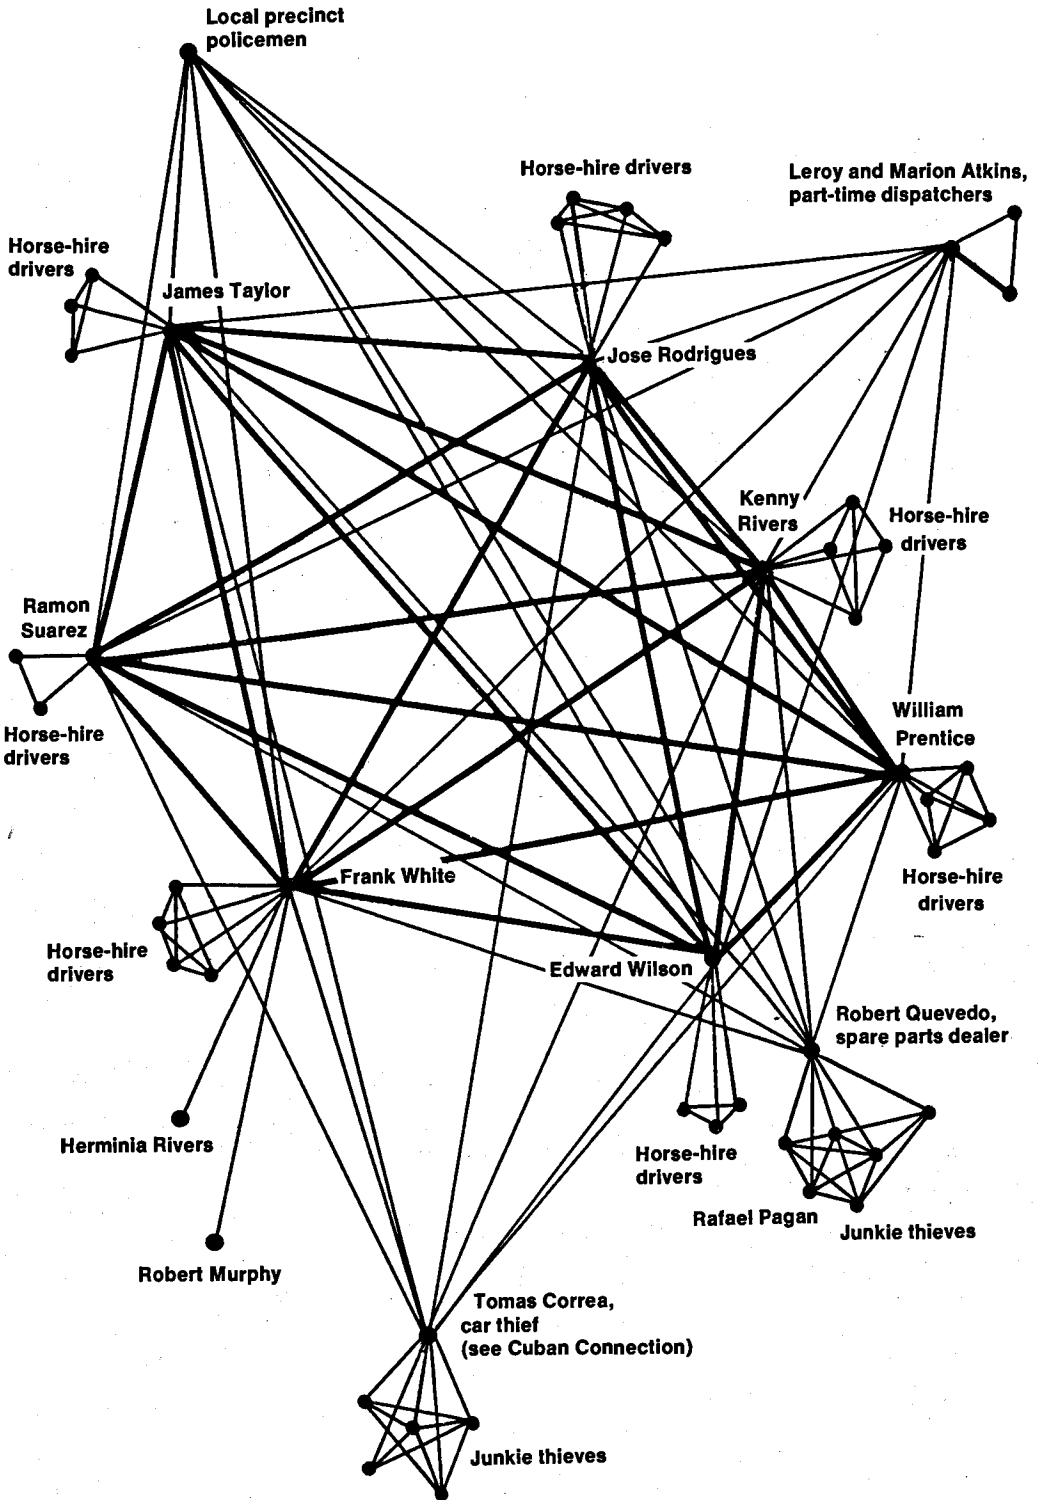 Local precinct
policemen
Horse-hire drivers
Leroy and Marion Atkins,
part-time dispatchers
Horse-hire
drivers
James Taylor
Jose Rodrigues
Kenny
Rivers
Horse-hire
drivers
Ramon
Suarez
Horse-hire
drivers
William
Prentice
Frank White
Horse-hire
drivers
Horse-hire
drivers
Edward Wilson
Robert Quevedo,
spare parts dealer
Herminia Rivers
Horse-hire
drivers
Rafael Pagan
Junkie thieves
Robert Murphy
Tomas Correa,
car thief
(see Cuban Connection)
Junkie thieves